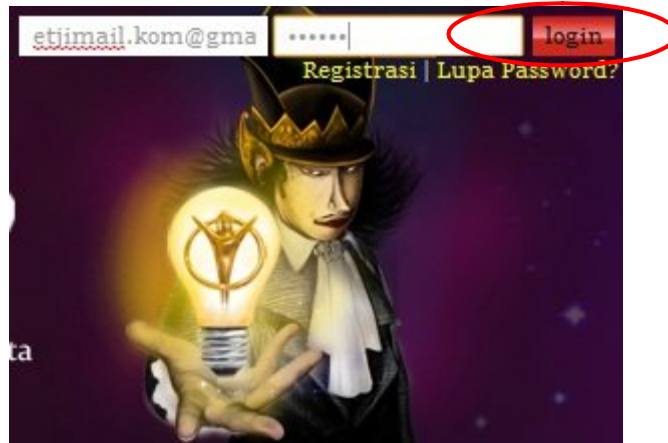 etjimail.kom@gma •••••• login
Registrasi | Lupa Password?
ta